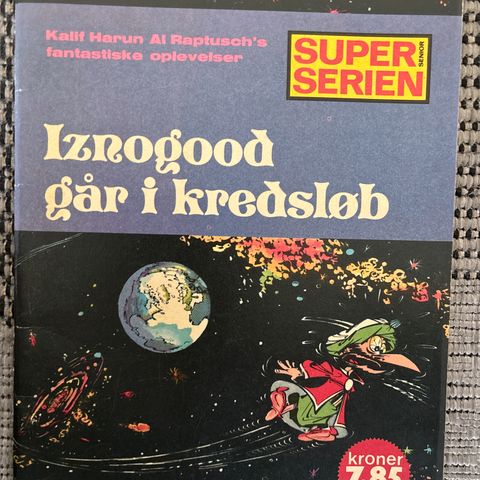 Kalif Harun Al Raptusch's
fantastiske oplevelser
SUPER
SENIOR
SERIEN
Iznogood
går i kredsløb
kroner
7,85